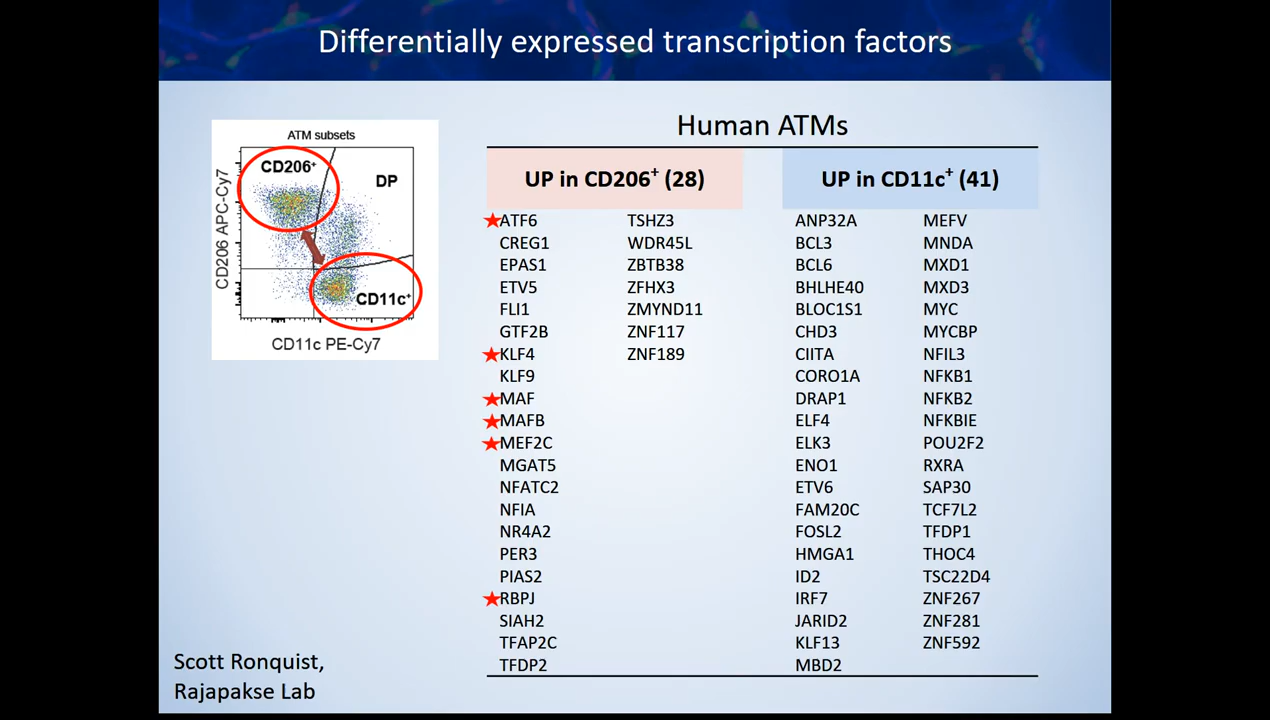 Differentially expressed transcription factors
ATM subsets
CD206+
DP
CD11c+
CD206 APC-Cy7
CD11c PE-Cy7
Human ATMs
UP in CD206+ (28)
UP in CD11c+ (41)
ATF6
CREG1
EPAS1
ETV5
FLI1
GTF2B
KLF4
KLF9
MAF
MAFB
MEF2C
MGAT5
NFATC2
NFIA
NR4A2
PER3
PIAS2
RBPJ
SIAH2
TFAP2C
TFDP2
TSHZ3
WDR45L
ZBTB38
ZFHX3
ZMYND11
ZNF117
ZNF189
ANP32A
BCL3
BCL6
BHLHE40
BLOC1S1
CHD3
CIITA
CORO1A
DRAP1
ELF4
ELK3
ENO1
ETV6
FAM20C
FOSL2
HMGA1
ID2
IRF7
JARID2
KLF13
MBD2
MEFV
MNDA
MXD1
MXD3
MYC
MYCBP
NFIL3
NFKB1
NFKB2
NFKBIE
POU2F2
RXRA
SAP30
TCF7L2
TFDP1
THOC4
TSC22D4
ZNF267
ZNF281
ZNF592
Scott Ronquist,
Rajapakse Lab